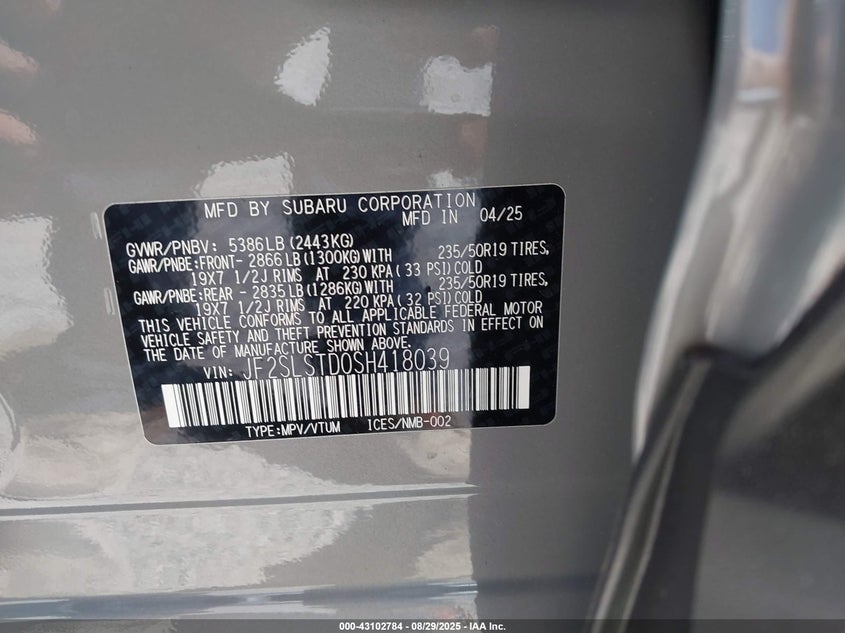 MFD BY SUBARU CORPORATION
MFD IN 04/25
GVWR/PNBV: 5386LB(2443KG)
GAWR/PNBE:FRONT- 2866LB(1300KG)WITH 235/50R19 TIRES,
19X7 1/2J RIMS AT 230 KPA(33 PSI)COLD
GAWR/PNBE:REAR - 2835LB(1286KG)WITH 235/50R19 TIRES,
19X7 1/2J RIMS AT 220 KPA(32 PSI)COLD
THIS VEHICLE CONFORMS TO ALL APPLICABLE FEDERAL MOTOR
VEHICLE SAFETY AND THEFT PREVENTION STANDARDS IN EFFECT ON
THE DATE OF MANUFACTURE SHOWN ABOVE.
VIN: JF2SLSTD0SH418039
TYPE:MPV/VTUM ICES/NMB-002
000-43102784 - 08/29/2025 - IAA Inc.